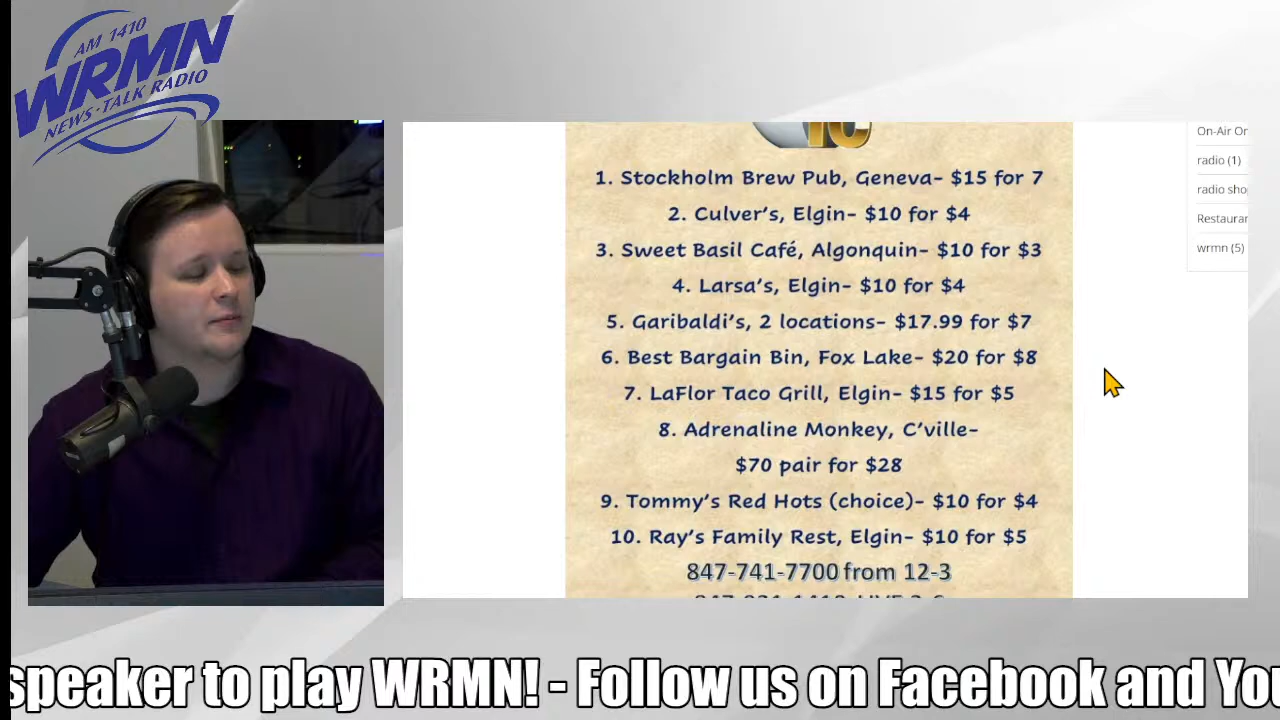 AM 1410
WRMN
NEWS·TALK RADIO
1. Stockholm Brew Pub, Geneva- $15 for 7
2. Culver's, Elgin- $10 for $4
3. Sweet Basil Café, Algonquin- $10 for $3
4. Larsa's, Elgin- $10 for $4
5. Garibaldi's, 2 locations- $17.99 for $7
6. Best Bargain Bin, Fox Lake- $20 for $8
7. LaFlor Taco Grill, Elgin- $15 for $5
8. Adrenaline Monkey, C'ville-
$70 pair for $28
9. Tommy's Red Hots (choice)- $10 for $4
10. Ray's Family Rest, Elgin- $10 for $5
847-741-7700 from 12-3
On-Air On
radio (1)
radio sho
Restauran
wrmn (5)
speaker to play WRMN! - Follow us on Facebook and You